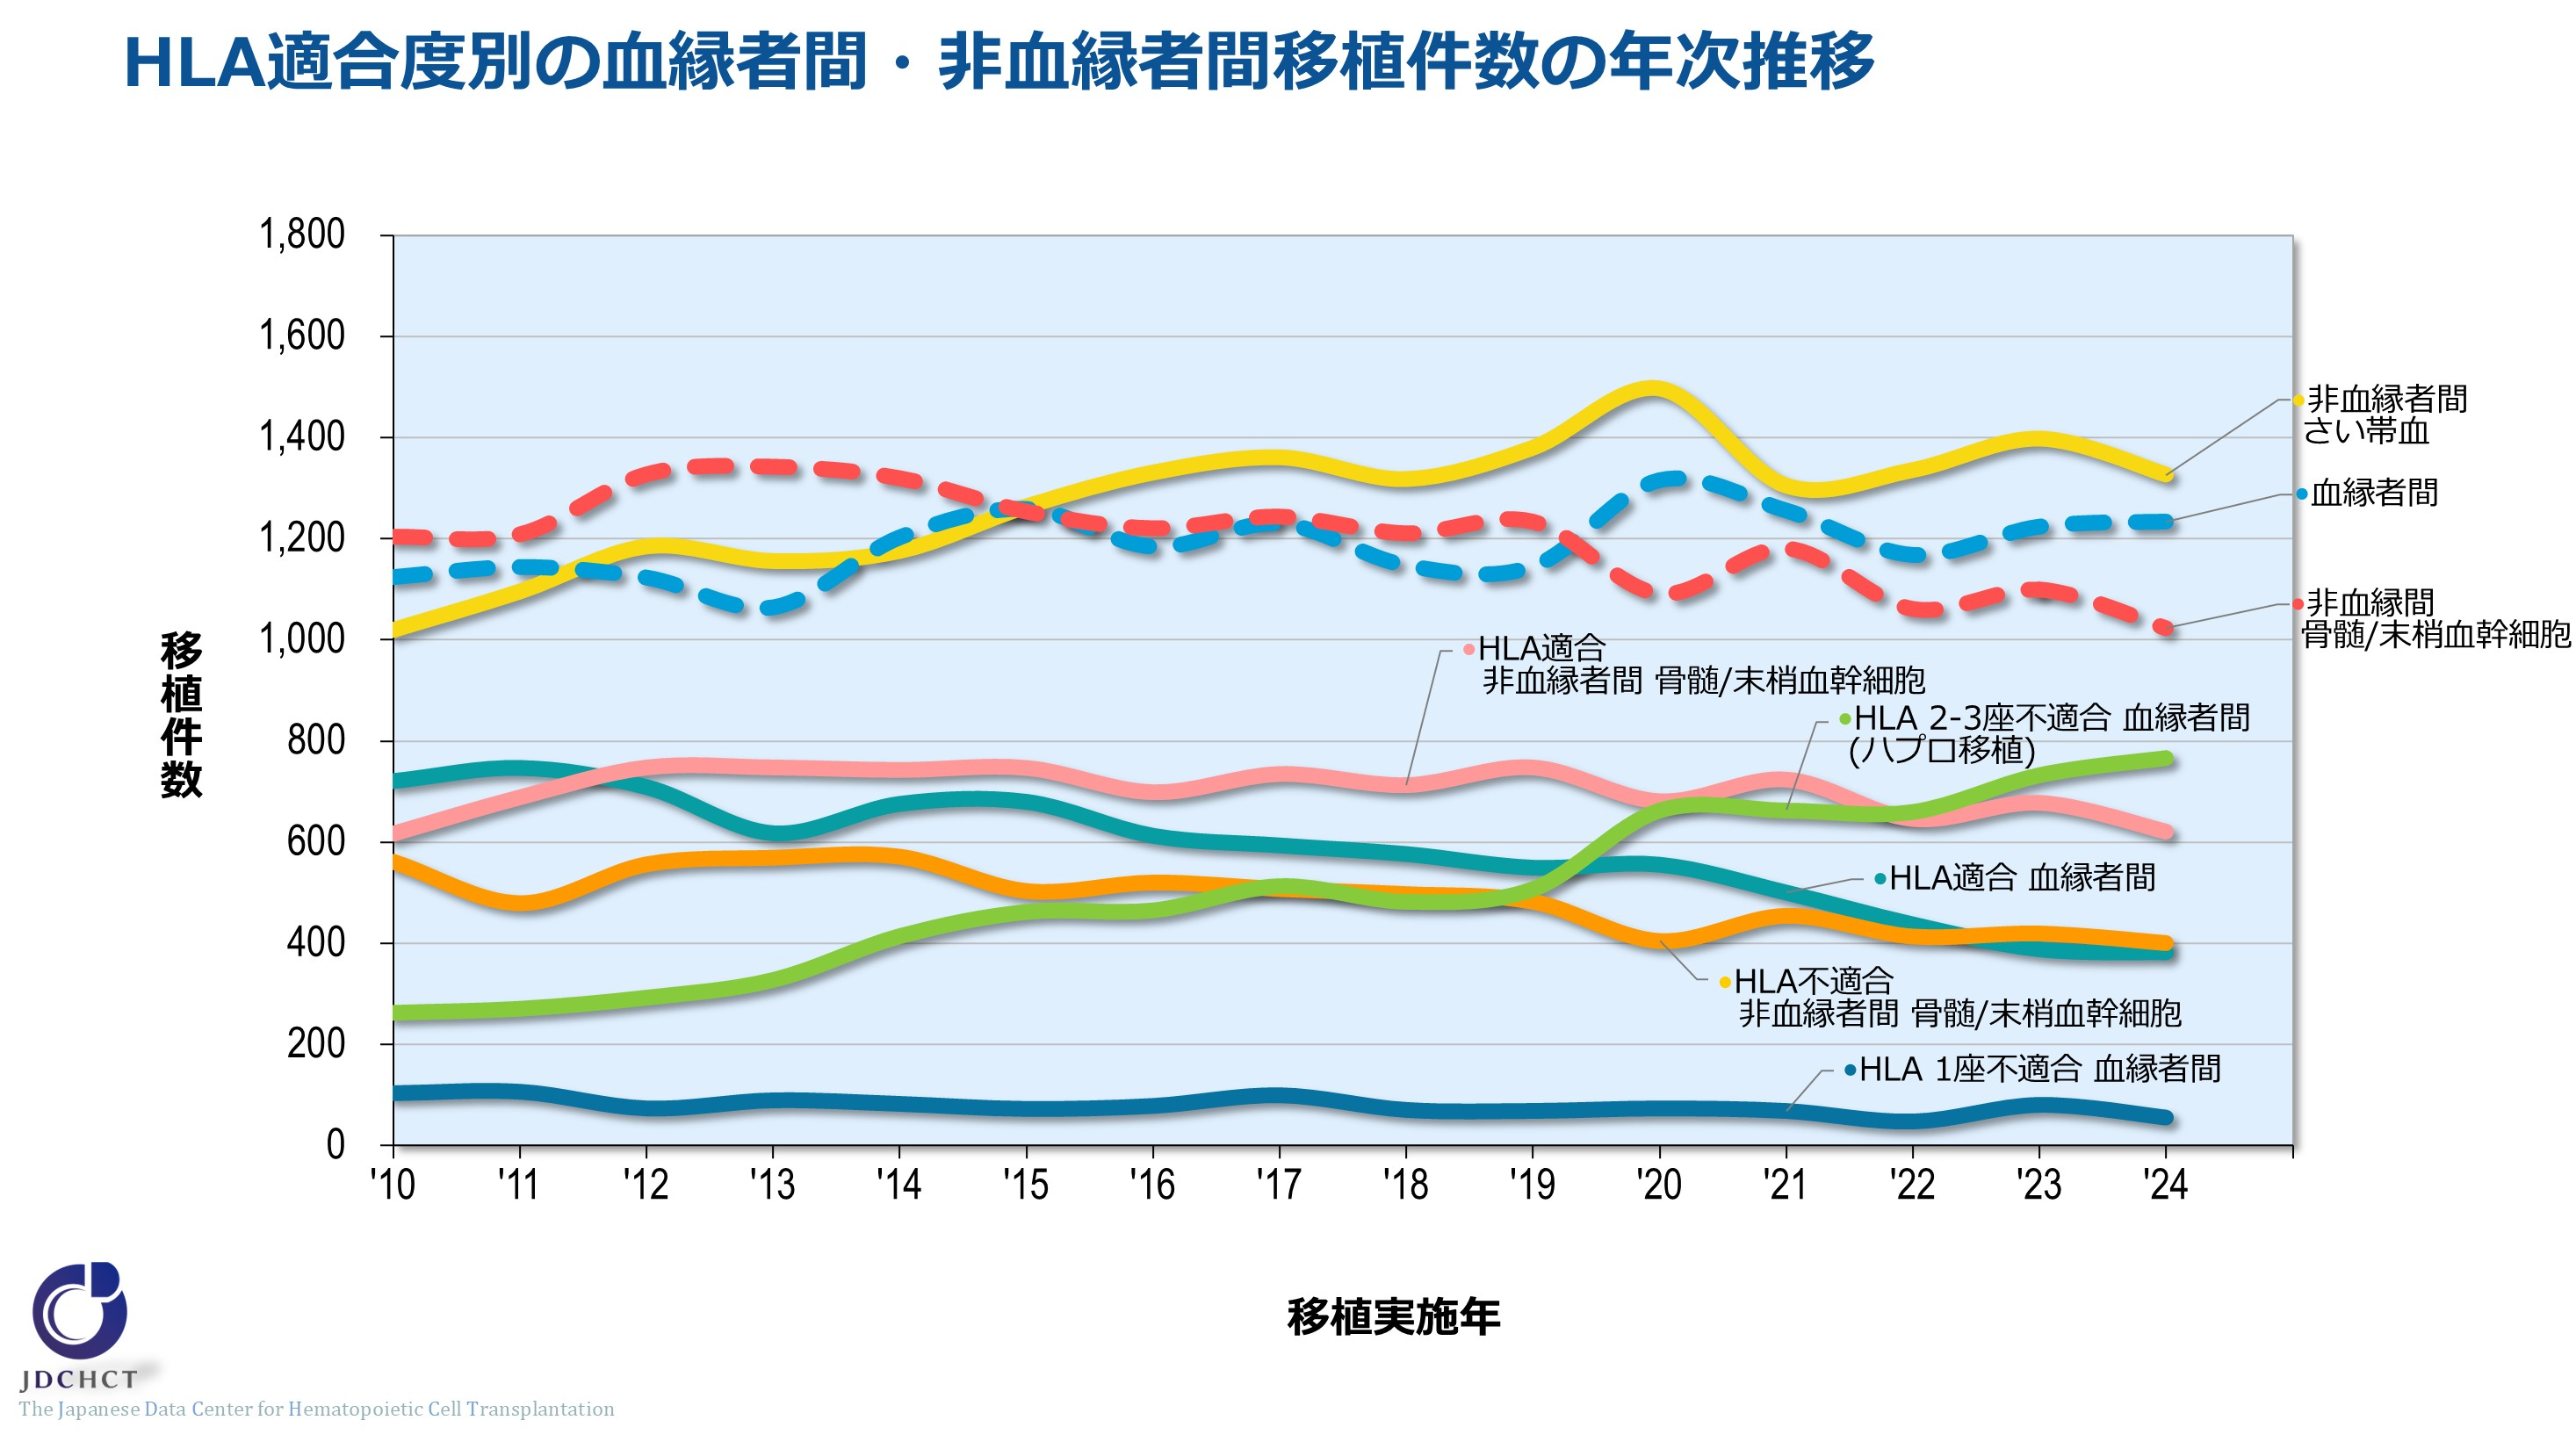 HLA適合度別の血縁者間・非血縁者間移植件数の年次推移
1,800
1,600
1,400
1,200
1,000
800
600
400
200
0
移植件数
'10
'11
'12
'13
'14
'15
'16
'17
'18
'19
'20
'21
'22
'23
'24
移植実施年
非血縁者間
さい帯血
血縁者間
非血縁間
骨髄/末梢血幹細胞
HLA適合
非血縁者間 骨髄/末梢血幹細胞
HLA 2-3座不適合 血縁者間
(ハプロ移植)
HLA適合 血縁者間
HLA不適合
非血縁者間 骨髄/末梢血幹細胞
HLA 1座不適合 血縁者間
JDCHCT
The Japanese Data Center for Hematopoietic Cell Transplantation